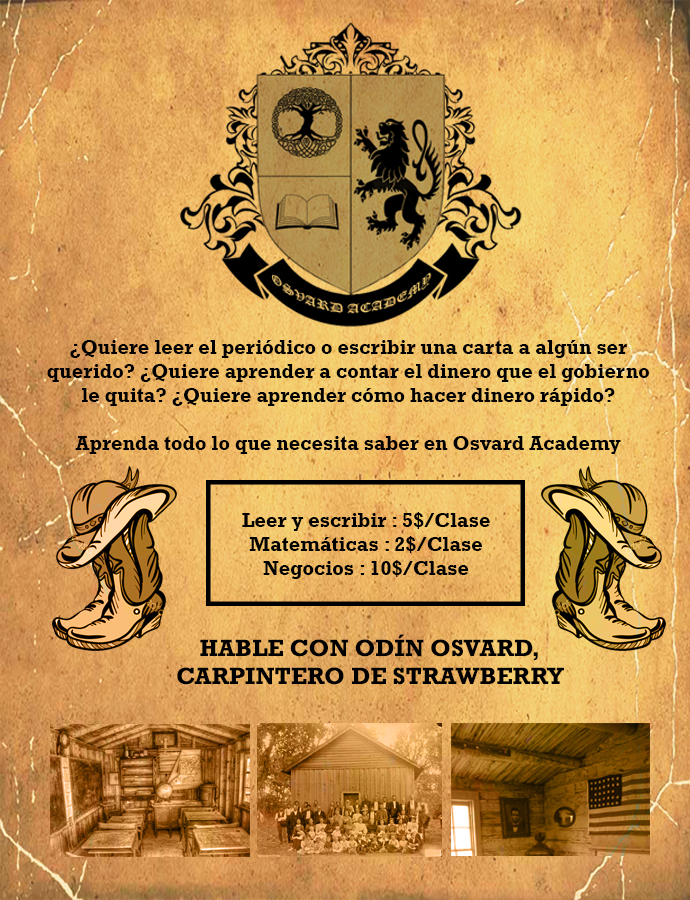 OSVARD ACADEMY
¿Quiere leer el periódico o escribir una carta a algún ser
querido? ¿Quiere aprender a contar el dinero que el gobierno
le quita? ¿Quiere aprender cómo hacer dinero rápido?
Aprenda todo lo que necesita saber en Osvard Academy
Leer y escribir : 5$/Clase
Matemáticas : 2$/Clase
Negocios : 10$/Clase
HABLE CON ODÍN OSVARD,
CARPINTERO DE STRAWBERRY